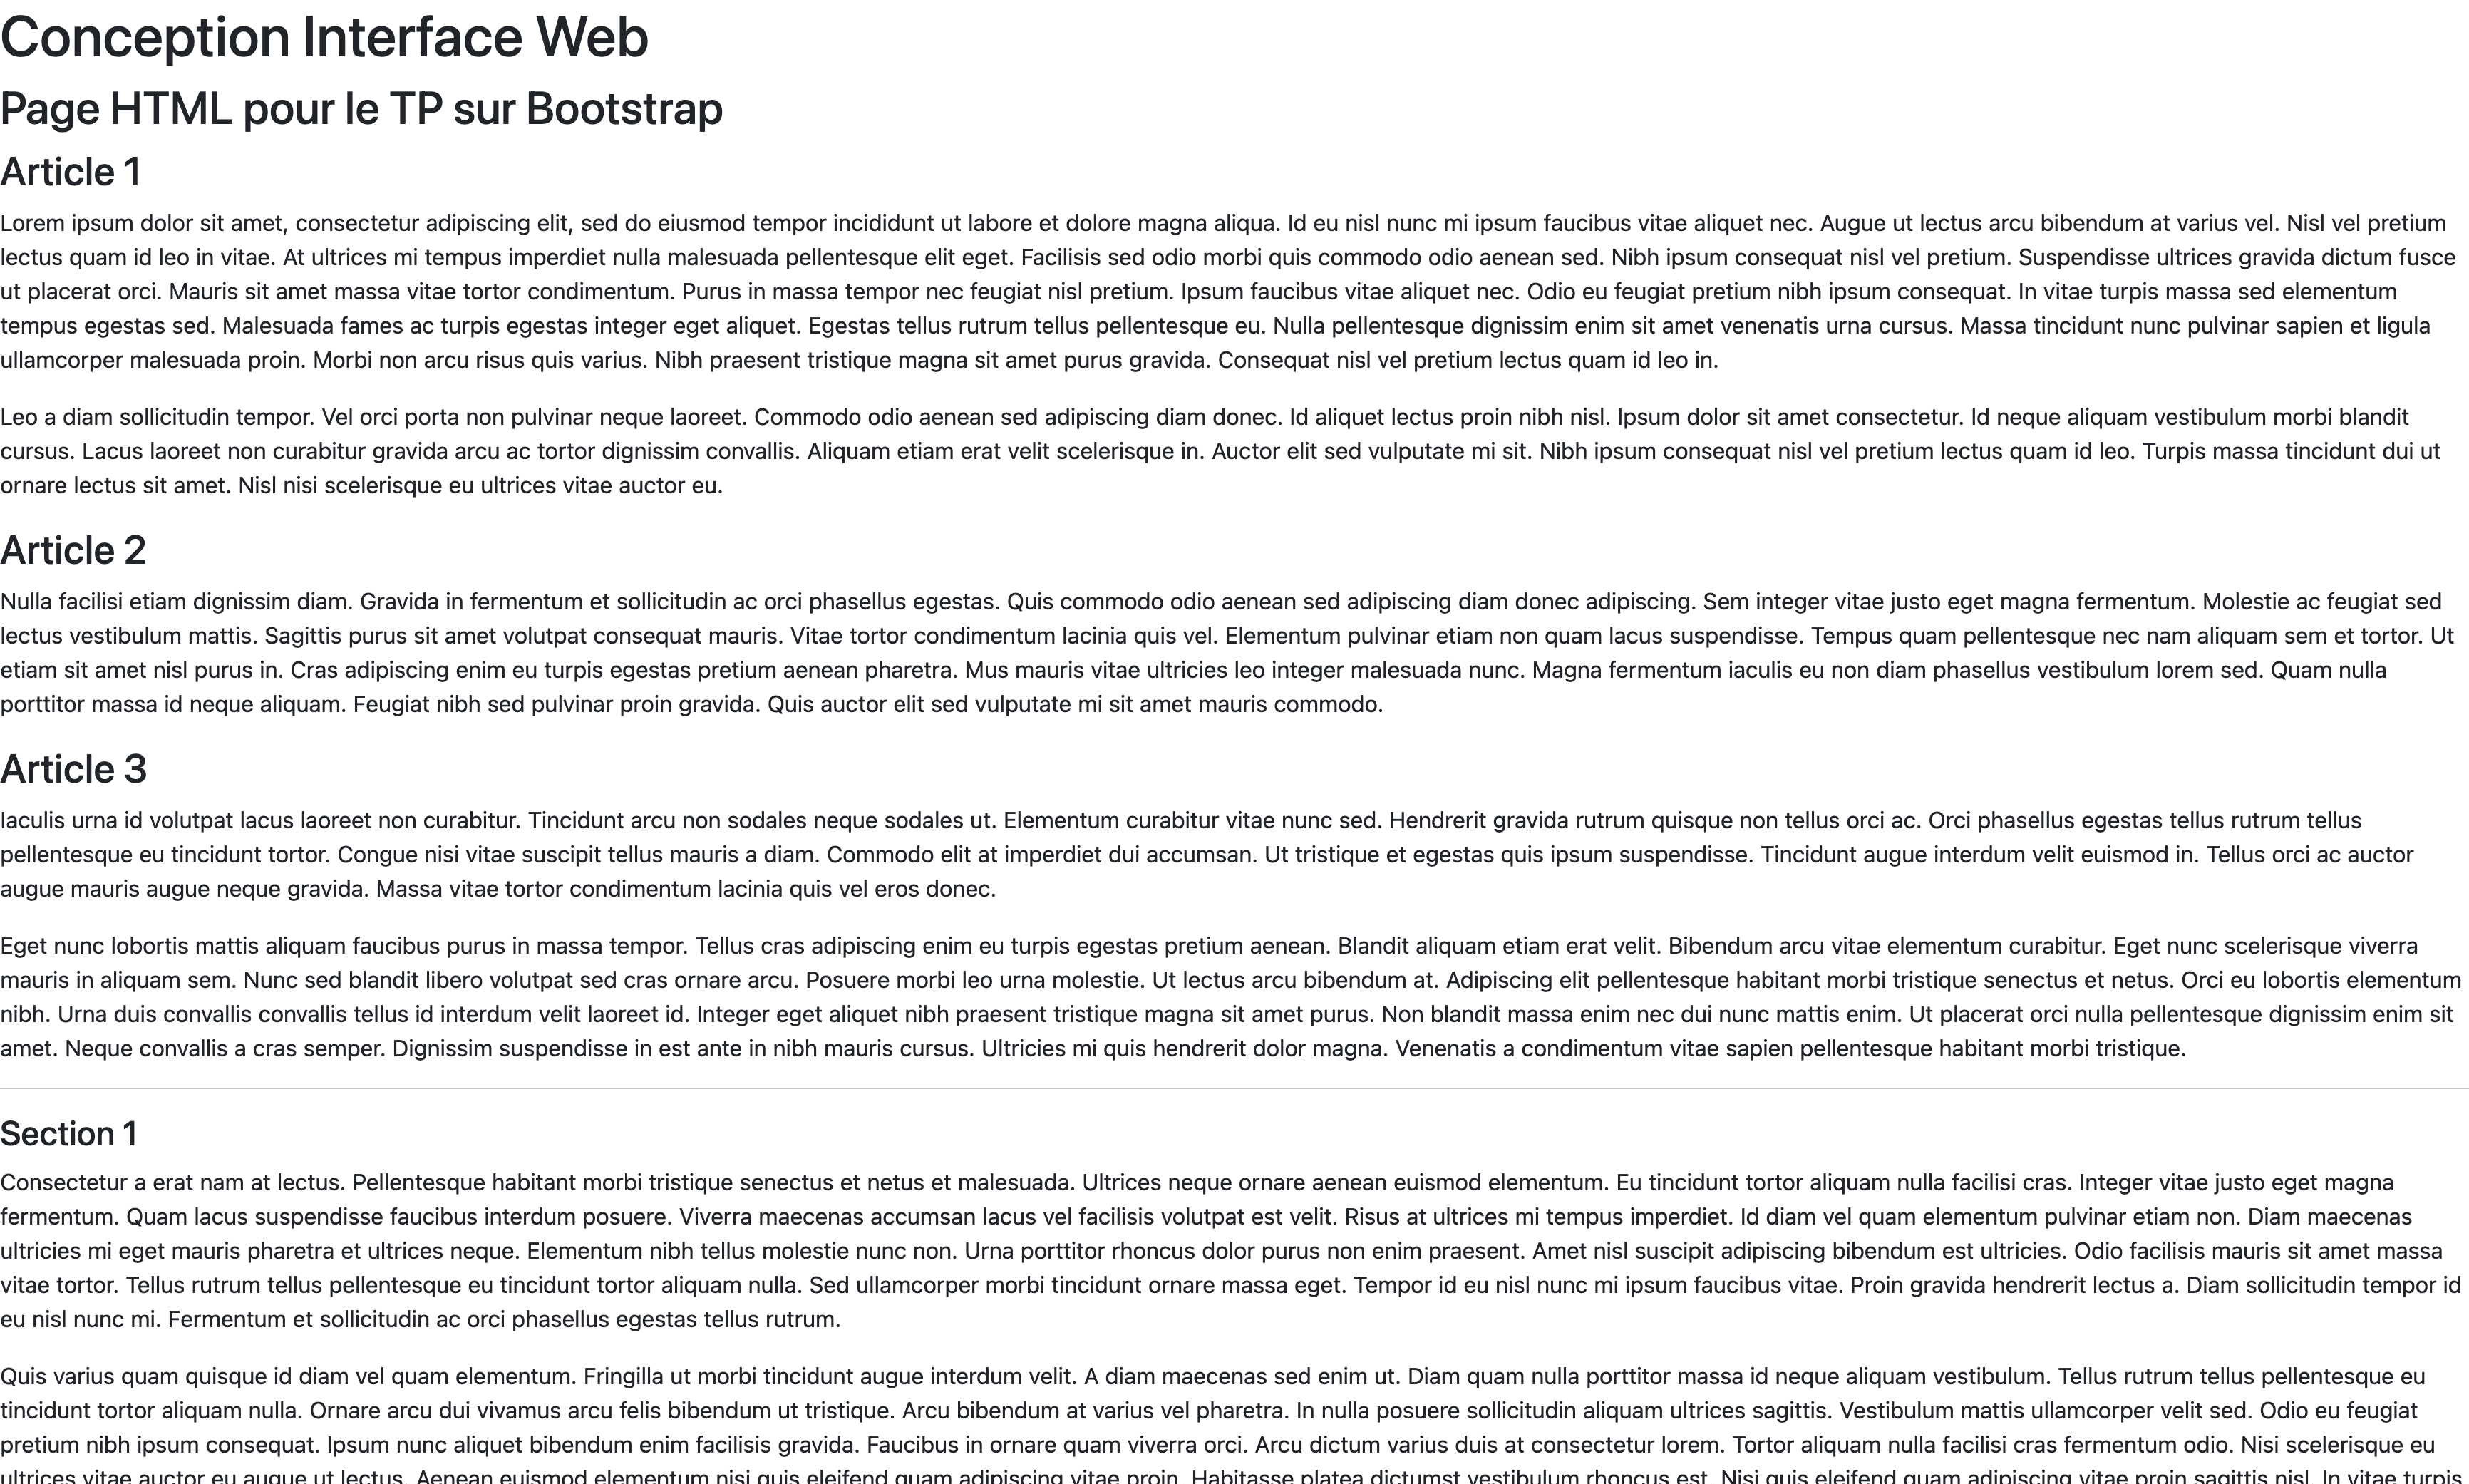 Conception Interface Web
Page HTML pour le TP sur Bootstrap
Article 1
Lorem ipsum dolor sit amet, consectetur adipiscing elit, sed do eiusmod tempor incididunt ut labore et dolore magna aliqua. Id eu nisl nunc mi ipsum faucibus vitae aliquet nec. Augue ut lectus arcu bibendum at varius vel. Nisl vel pretium
lectus quam id leo in vitae. At ultrices mi tempus imperdiet nulla malesuada pellentesque elit eget. Facilisis sed odio morbi quis commodo odio aenean sed. Nibh ipsum consequat nisl vel pretium. Suspendisse ultrices gravida dictum fusce
ut placerat orci. Mauris sit amet massa vitae tortor condimentum. Purus in massa tempor nec feugiat nisl pretium. Ipsum faucibus vitae aliquet nec. Odio eu feugiat pretium nibh ipsum consequat. In vitae turpis massa sed elementum
tempus egestas sed. Malesuada fames ac turpis egestas integer eget aliquet. Egestas tellus rutrum tellus pellentesque eu. Nulla pellentesque dignissim enim sit amet venenatis urna cursus. Massa tincidunt nunc pulvinar sapien et ligula
ullamcorper malesuada proin. Morbi non arcu risus quis varius. Nibh praesent tristique magna sit amet purus gravida. Consequat nisl vel pretium lectus quam id leo in.
Leo a diam sollicitudin tempor. Vel orci porta non pulvinar neque laoreet. Commodo odio aenean sed adipiscing diam donec. Id aliquet lectus proin nibh nisl. Ipsum dolor sit amet consectetur. Id neque aliquam vestibulum morbi blandit
cursus. Lacus laoreet non curabitur gravida arcu ac tortor dignissim convallis. Aliquam etiam erat velit scelerisque in. Auctor elit sed vulputate mi sit. Nibh ipsum consequat nisl vel pretium lectus quam id leo. Turpis massa tincidunt dui ut
ornare lectus sit amet. Nisl nisi scelerisque eu ultrices vitae auctor eu.
Article 2
Nulla facilisi etiam dignissim diam. Gravida in fermentum et sollicitudin ac orci phasellus egestas. Quis commodo odio aenean sed adipiscing diam donec adipiscing. Sem integer vitae justo eget magna fermentum. Molestie ac feugiat sed
lectus vestibulum mattis. Sagittis purus sit amet volutpat consequat mauris. Vitae tortor condimentum lacinia quis vel. Elementum pulvinar etiam non quam lacus suspendisse. Tempus quam pellentesque nec nam aliquam sem et tortor. Ut
etiam sit amet nisl purus in. Cras adipiscing enim eu turpis egestas pretium aenean pharetra. Mus mauris vitae ultricies leo integer malesuada nunc. Magna fermentum iaculis eu non diam phasellus vestibulum lorem sed. Quam nulla
porttitor massa id neque aliquam. Feugiat nibh sed pulvinar proin gravida. Quis auctor elit sed vulputate mi sit amet mauris commodo.
Article 3
Iaculis urna id volutpat lacus laoreet non curabitur. Tincidunt arcu non sodales neque sodales ut. Elementum curabitur vitae nunc sed. Hendrerit gravida rutrum quisque non tellus orci ac. Orci phasellus egestas tellus rutrum tellus
pellentesque eu tincidunt tortor. Congue nisi vitae suscipit tellus mauris a diam. Commodo elit at imperdiet dui accumsan. Ut tristique et egestas quis ipsum suspendisse. Tincidunt augue interdum velit euismod in. Tellus orci ac auctor
augue mauris augue neque gravida. Massa vitae tortor condimentum lacinia quis vel eros donec.
Eget nunc lobortis mattis aliquam faucibus purus in massa tempor. Tellus cras adipiscing enim eu turpis egestas pretium aenean. Blandit aliquam etiam erat velit. Bibendum arcu vitae elementum curabitur. Eget nunc scelerisque viverra
mauris in aliquam sem. Nunc sed blandit libero volutpat sed cras ornare arcu. Posuere morbi leo urna molestie. Ut lectus arcu bibendum at. Adipiscing elit pellentesque habitant morbi tristique senectus et netus. Orci eu lobortis elementum
nibh. Urna duis convallis convallis tellus id interdum velit laoreet id. Integer eget aliquet nibh praesent tristique magna sit amet purus. Non blandit massa enim nec dui nunc mattis enim. Ut placerat orci nulla pellentesque dignissim enim sit
amet. Neque convallis a cras semper. Dignissim suspendisse in est ante in nibh mauris cursus. Ultricies mi quis hendrerit dolor magna. Venenatis a condimentum vitae sapien pellentesque habitant morbi tristique.
Section 1
Consectetur a erat nam at lectus. Pellentesque habitant morbi tristique senectus et netus et malesuada. Ultrices neque ornare aenean euismod elementum. Eu tincidunt tortor aliquam nulla facilisi cras. Integer vitae justo eget magna
fermentum. Quam lacus suspendisse faucibus interdum posuere. Viverra maecenas accumsan lacus vel facilisis volutpat est velit. Risus at ultrices mi tempus imperdiet. Id diam vel quam elementum pulvinar etiam non. Diam maecenas
ultricies mi eget mauris pharetra et ultrices neque. Elementum nibh tellus molestie nunc non. Urna porttitor rhoncus dolor purus non enim praesent. Amet nisl suscipit adipiscing bibendum est ultricies. Odio facilisis mauris sit amet massa
vitae tortor. Tellus rutrum tellus pellentesque eu tincidunt tortor aliquam nulla. Sed ullamcorper morbi tincidunt ornare massa eget. Tempor id eu nisl nunc mi ipsum faucibus vitae. Proin gravida hendrerit lectus a. Diam sollicitudin tempor id
eu nisl nunc mi. Fermentum et sollicitudin ac orci phasellus egestas tellus rutrum.
Quis varius quam quisque id diam vel quam elementum. Fringilla ut morbi tincidunt augue interdum velit. A diam maecenas sed enim ut. Diam quam nulla porttitor massa id neque aliquam vestibulum. Tellus rutrum tellus pellentesque eu
tincidunt tortor aliquam nulla. Ornare arcu dui vivamus arcu felis bibendum ut tristique. Arcu bibendum at varius vel pharetra. In nulla posuere sollicitudin aliquam ultrices sagittis. Vestibulum mattis ullamcorper velit sed. Odio eu feugiat
pretium nibh ipsum consequat. Ipsum nunc aliquet bibendum enim facilisis gravida. Faucibus in ornare quam viverra orci. Arcu dictum varius duis at consectetur lorem. Tortor aliquam nulla facilisi cras fermentum odio. Nisi scelerisque eu
ultrices vitae auctor eu augue ut lectus. Aenean euismod elementum nisi quis eleifend quam adipiscing vitae proin. Habitasse platea dictumst vestibulum rhoncus est. Nisi quis eleifend quam adipiscing vitae proin sagittis nisl. In vitae turpis